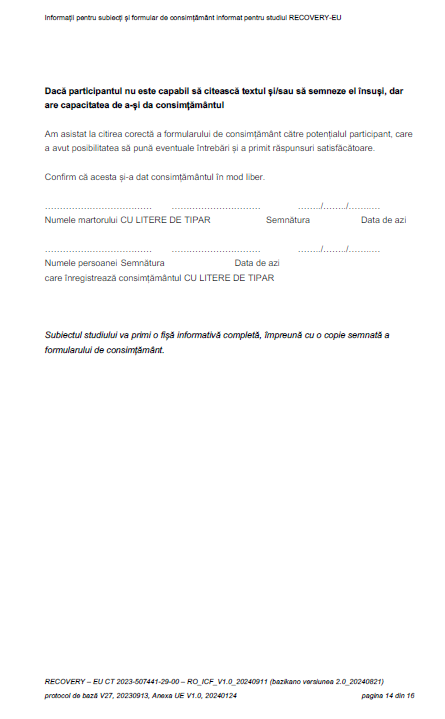 Informații pentru subiecți și formular de consimțământ informat pentru studiul RECOVERY-EU
Dacă participantul nu este capabil să citească textul și/sau să semneze el însuși, dar
are capacitatea de a-și da consimțământul
Am asistat la citirea corectă a formularului de consimțământ către potențialul participant, care
a avut posibilitatea să pună eventuale întrebări și a primit răspunsuri satisfăcătoare.
Confirm că acesta și-a dat consimțământul în mod liber.
……………………………… ………………………… ……../……../………..
Numele martorului CU LITERE DE TIPAR Semnătura Data de azi
……………………………… ………………………… ……../……../………..
Numele persoanei Semnătura Data de azi
care înregistrează consimțământul CU LITERE DE TIPAR
Subiectul studiului va primi o fișă informativă completă, împreună cu o copie semnată a
formularului de consimțământ.
RECOVERY – EU CT 2023-507441-29-00 – RO_ICF_V1.0_20240911 (bazikano versiunea 2.0_20240821)
protocol de bază V27, 20230913, Anexa UE V1.0, 20240124 pagina 14 din 16